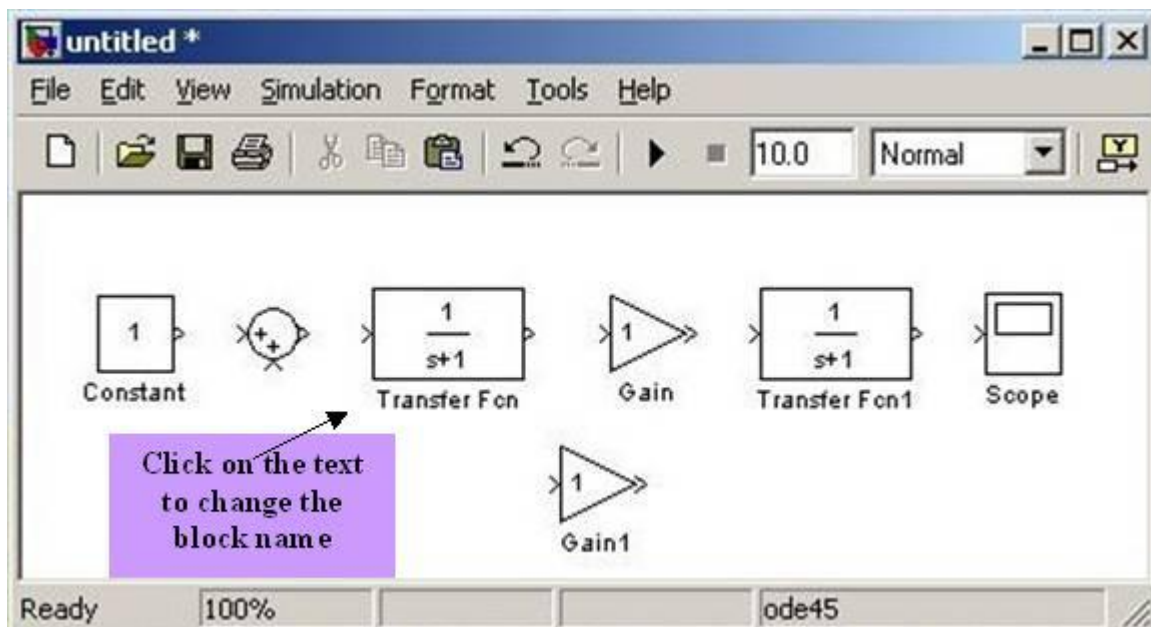 untitled *
File Edit View Simulation Format Tools Help
10.0 Normal
1
Constant
++
1
s+1
Transfer Fcn
1
Gain
1
s+1
Transfer Fcn1
Scope
Click on the text
to change the
block name
1
Gain1
Ready 100% ode45